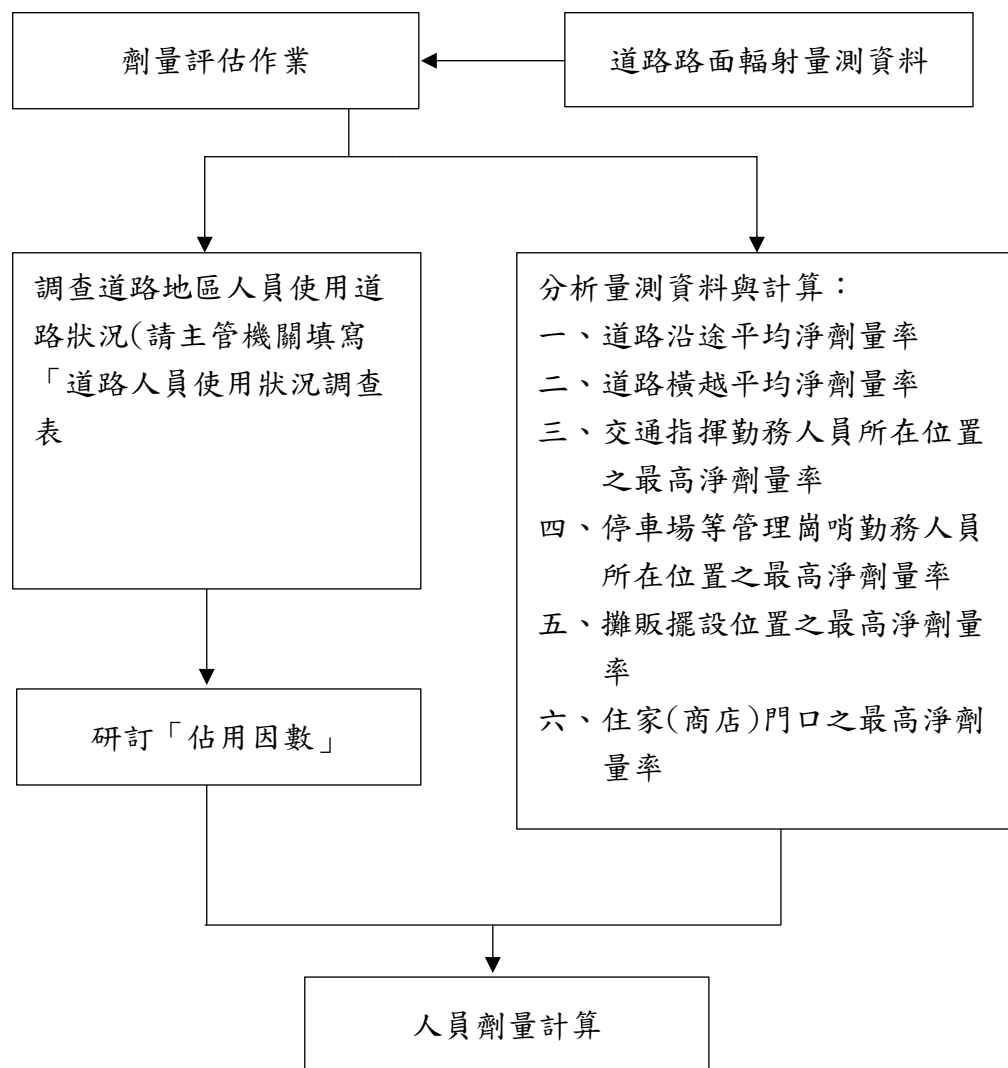 劑量評估作業
道路路面輻射量測資料
調查道路地區人員使用道
路狀況(請主管機關填寫
「道路人員使用狀況調查
表
研訂「佔用因數」
分析量測資料與計算：
一、道路沿途平均淨劑量率
二、道路橫越平均淨劑量率
三、交通指揮勤務人員所在位置
之最高淨劑量率
四、停車場等管理崗哨勤務人員
所在位置之最高淨劑量率
五、攤販擺設位置之最高淨劑量
率
六、住家(商店)門口之最高淨劑
量率
人員劑量計算